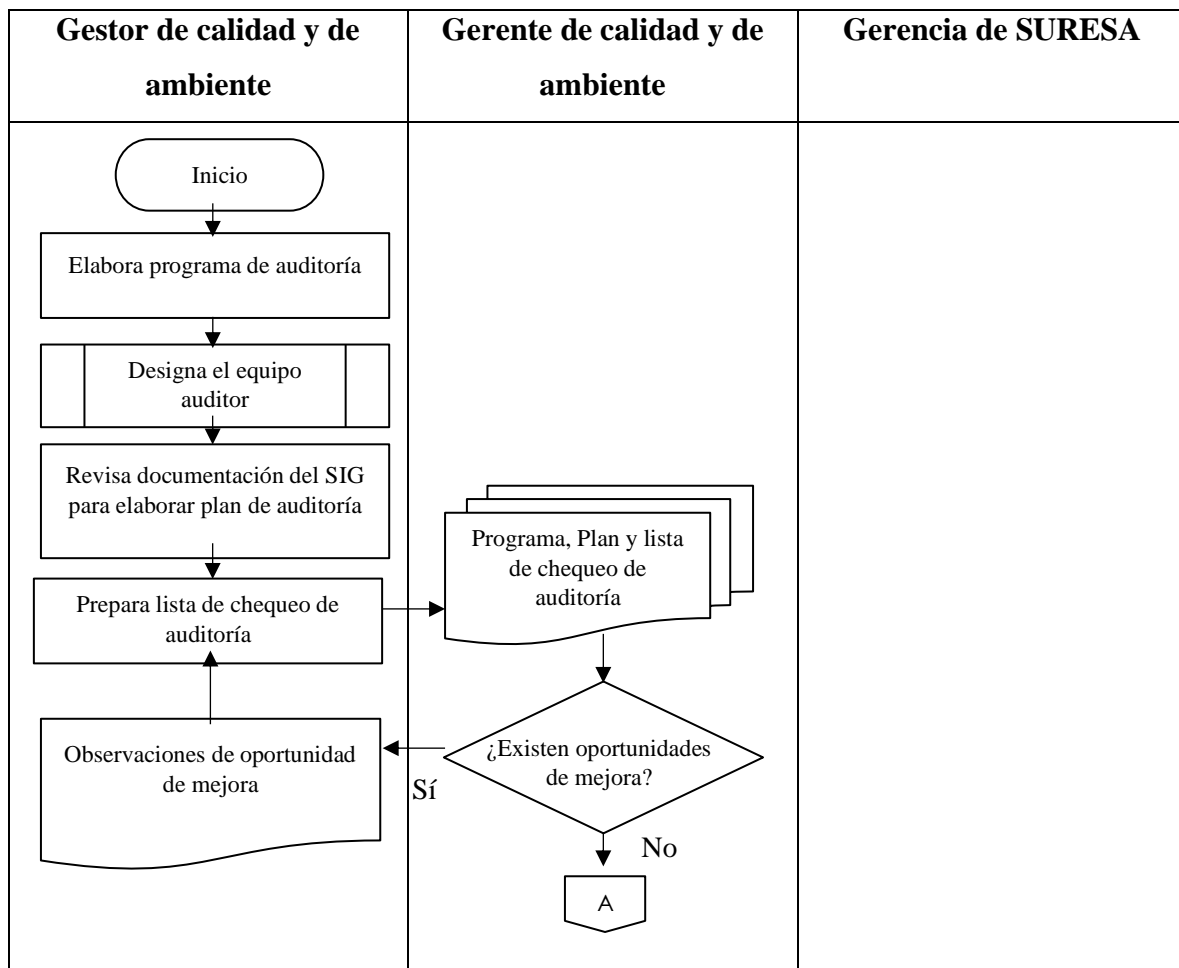 Gestor de calidad y de
ambiente
Gerente de calidad y de
ambiente
Gerencia de SURESA
Inicio
Elabora programa de auditoría
Designa el equipo
auditor
Revisa documentación del SIG
para elaborar plan de auditoría
Prepara lista de chequeo de
auditoría
Programa, Plan y lista
de chequeo de
auditoría
¿Existen oportunidades
de mejora?
Sí
Observaciones de oportunidad
de mejora
No
A